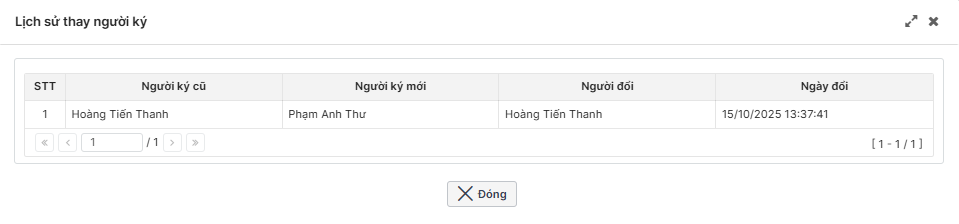 Lịch sử thay người ký
STT Người ký cũ Người ký mới Người đổi Ngày đổi
1 Hoàng Tiến Thanh Phạm Anh Thư Hoàng Tiến Thanh 15/10/2025 13:37:41
« ‹ 1 / 1 › » [ 1 - 1 / 1 ]
Đóng